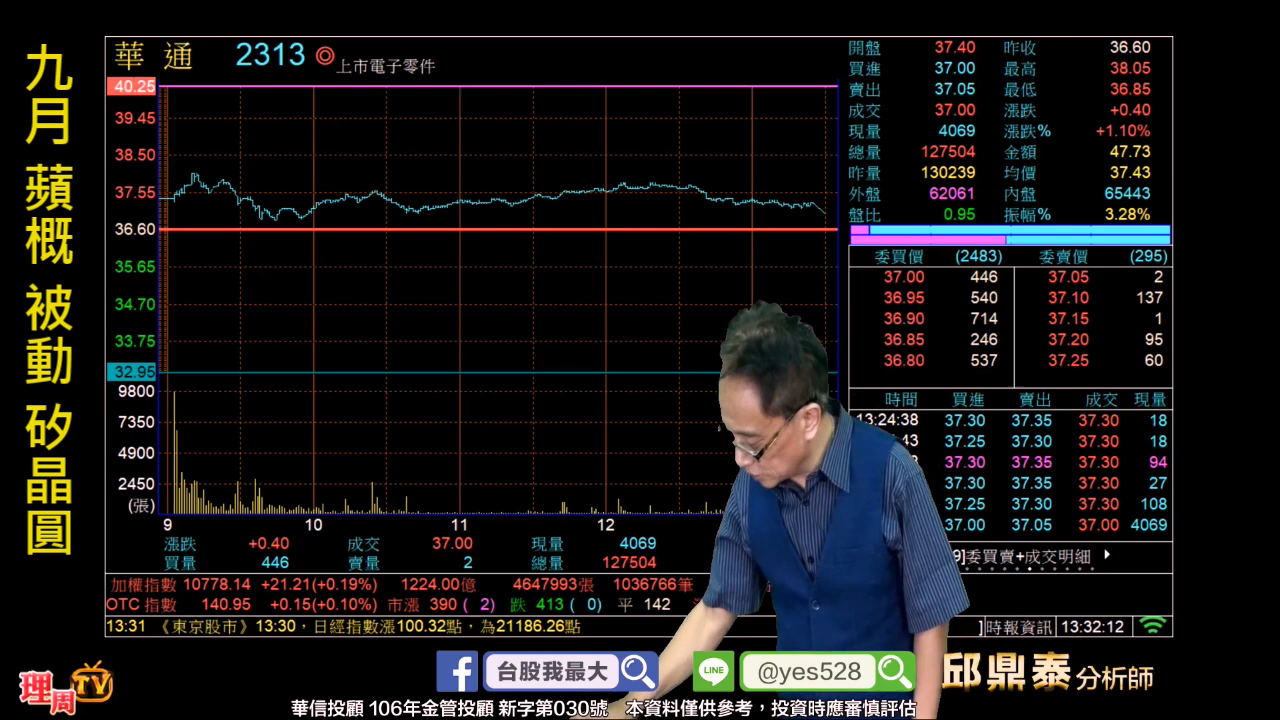 九月 蘋概 被動 矽晶圓
華 通 2313 ◎ 上市電子零件
40.25
39.45
38.50
37.55
36.60
35.65
34.70
33.75
32.95
9800
7350
4900
2450
(張)
9 10 11 12
漲跌 +0.40 成交 37.00 現量 4069
買量 446 賣量 2 總量 127504
開盤 37.40 昨收 36.60
買進 37.00 最高 38.05
賣出 37.05 最低 36.85
成交 37.00 漲跌 +0.40
現量 4069 漲跌% +1.10%
總量 127504 金額 47.73
昨量 130239 均價 37.43
外盤 62061 內盤 65443
盤比 0.95 振幅% 3.28%
委買價 (2483) 委賣價 (295)
37.00 446 37.05 2
36.95 540 37.10 137
36.90 714 37.15 1
36.85 246 37.20 95
36.80 537 37.25 60
時間 買進 賣出 成交 現量
13:24:38 37.30 37.35 37.30 18
43 37.25 37.30 37.30 18
37.30 37.35 37.30 94
37.30 37.35 37.30 27
37.25 37.30 37.30 108
37.00 37.05 37.00 4069
9]委買賣+成交明細
加權指數 10778.14 +21.21(+0.19%) 1224.00億 4647993張 1036766筆
OTC 指數 140.95 +0.15(+0.10%) 市漲 390 ( 2) 跌 413 ( 0) 平 142
13:31 《東京股市》13:30，日經指數漲100.32點，為21186.26點
]時報資訊 13:32:12
理周TV
f 台股我最大
LINE @yes528
邱鼎泰 分析師
華信投顧 106年金管投顧 新字第030號 本資料僅供參考，投資時應審慎評估